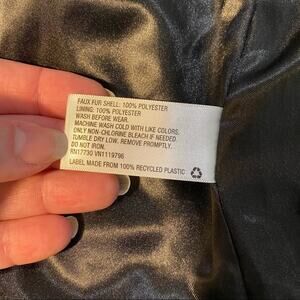 FAUX FUR SHELL: 100% POLYESTER
LINING: 100% POLYESTER
WASH BEFORE WEAR.
MACHINE WASH COLD WITH LIKE COLORS.
ONLY NON-CHLORINE BLEACH IF NEEDED.
TUMBLE DRY LOW. REMOVE PROMPTLY.
DO NOT IRON.
RN17730 VN1119796
LABEL MADE FROM 100% RECYCLED PLASTIC